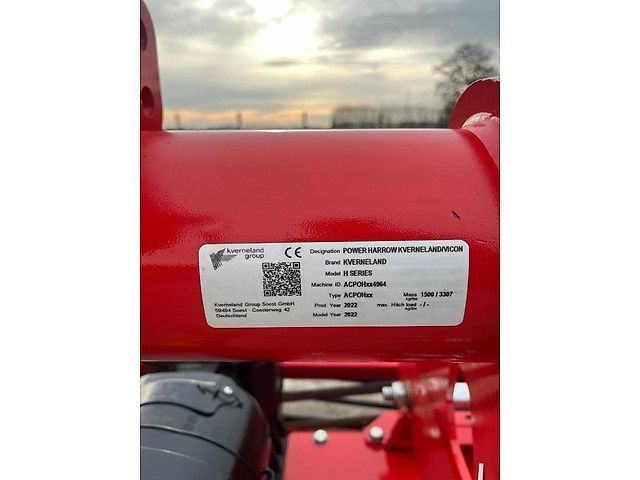 kverneland
group
CE
Kverneland Group Soest GmbH
59494 Soest - Coesterweg 42
Deutschland
Designation POWER HARROW KVERNELAND/VICON
Brand KVERNELAND
Model H SERIES
Machine ID ACPOHxx4964
Type ACPOHxx Mass 1500 / 3307
kg/lbs
Prod. Year 2022 max. Hitch load - / -
kg/lbs
Model Year 2022